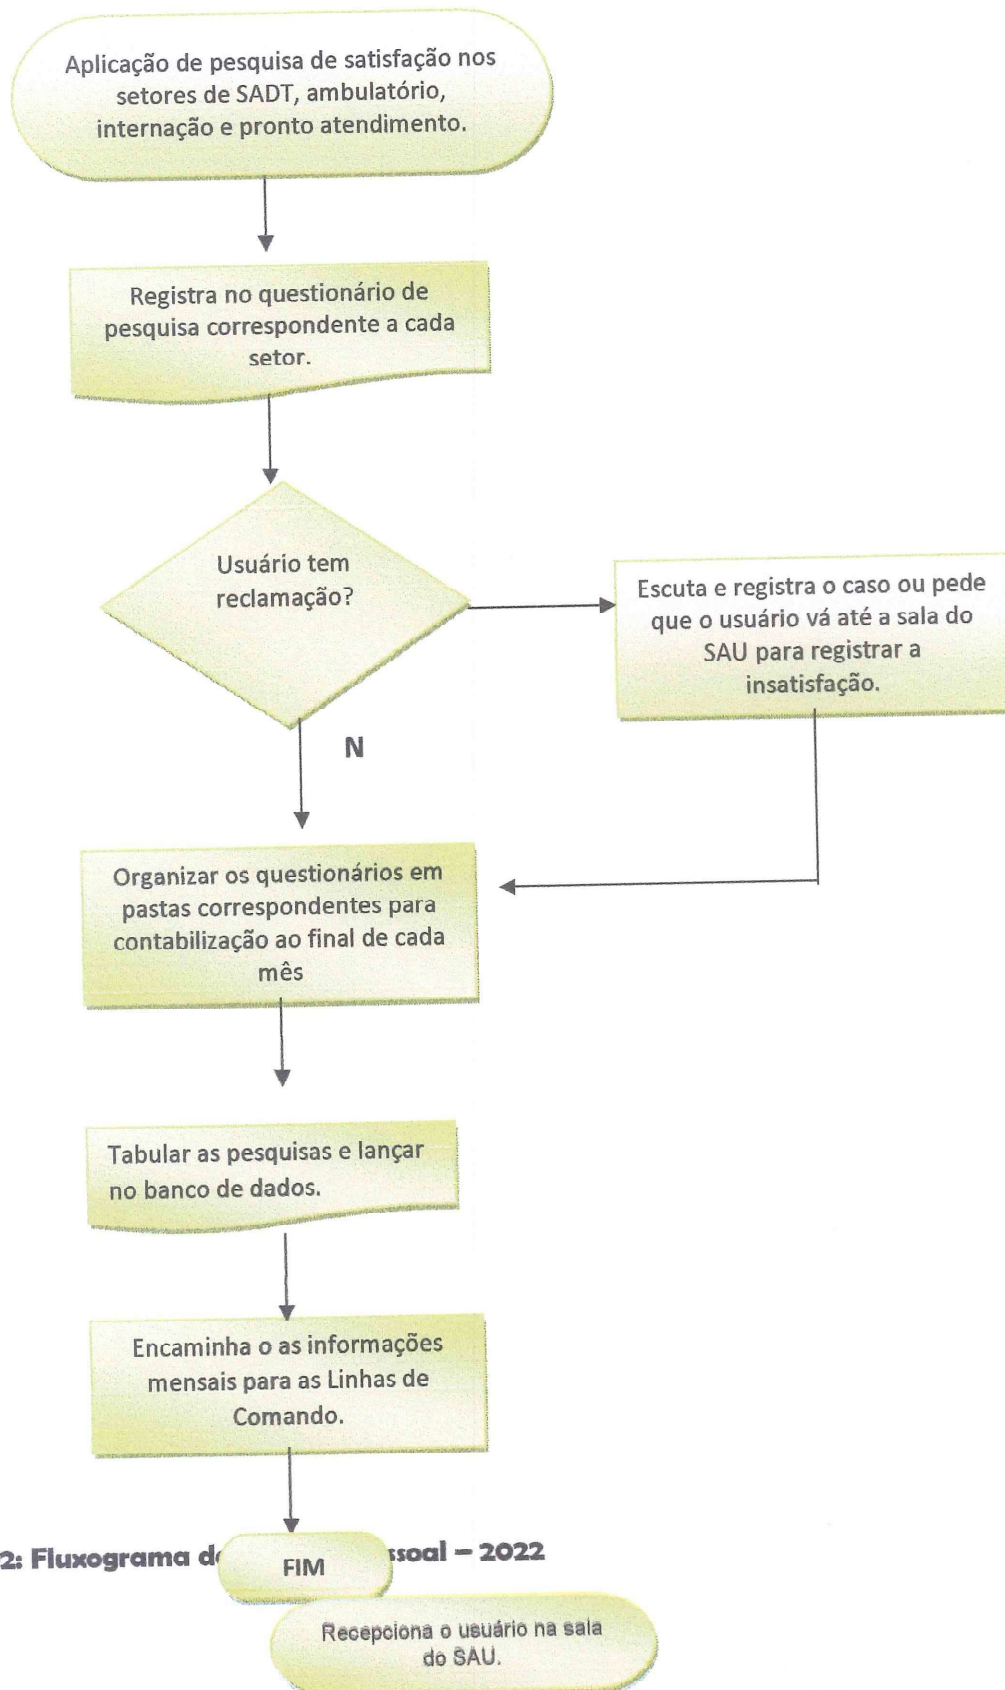 Aplicação de pesquisa de satisfação nos
setores de SADT, ambulatório,
internação e pronto atendimento.
Registra no questionário de
pesquisa correspondente a cada
setor.
Usuário tem
reclamação?
Escuta e registra o caso ou pede
que o usuário vá até a sala do
SAU para registrar a
insatisfação.
N
Organizar os questionários em
pastas correspondentes para
contabilização ao final de cada
mês
Tabular as pesquisas e lançar
no banco de dados.
Encaminha o as informações
mensais para as Linhas de
Comando.
2: Fluxograma d ssoal – 2022
FIM
Recepciona o usuário na sala
do SAU.